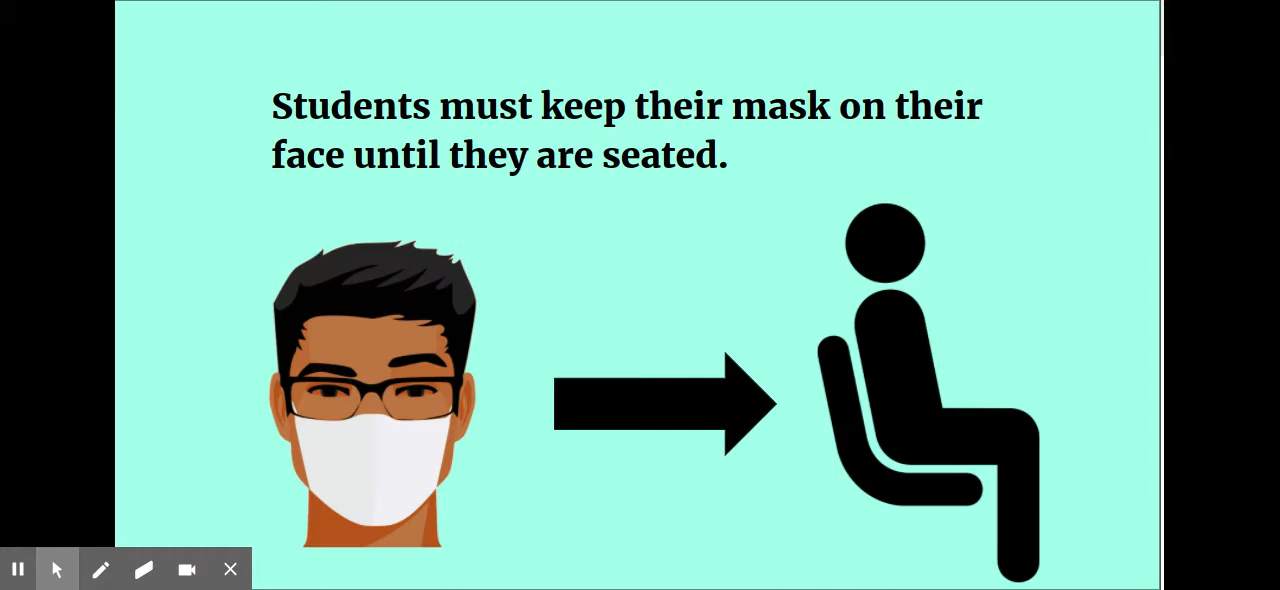 Students must keep their mask on their
face until they are seated.